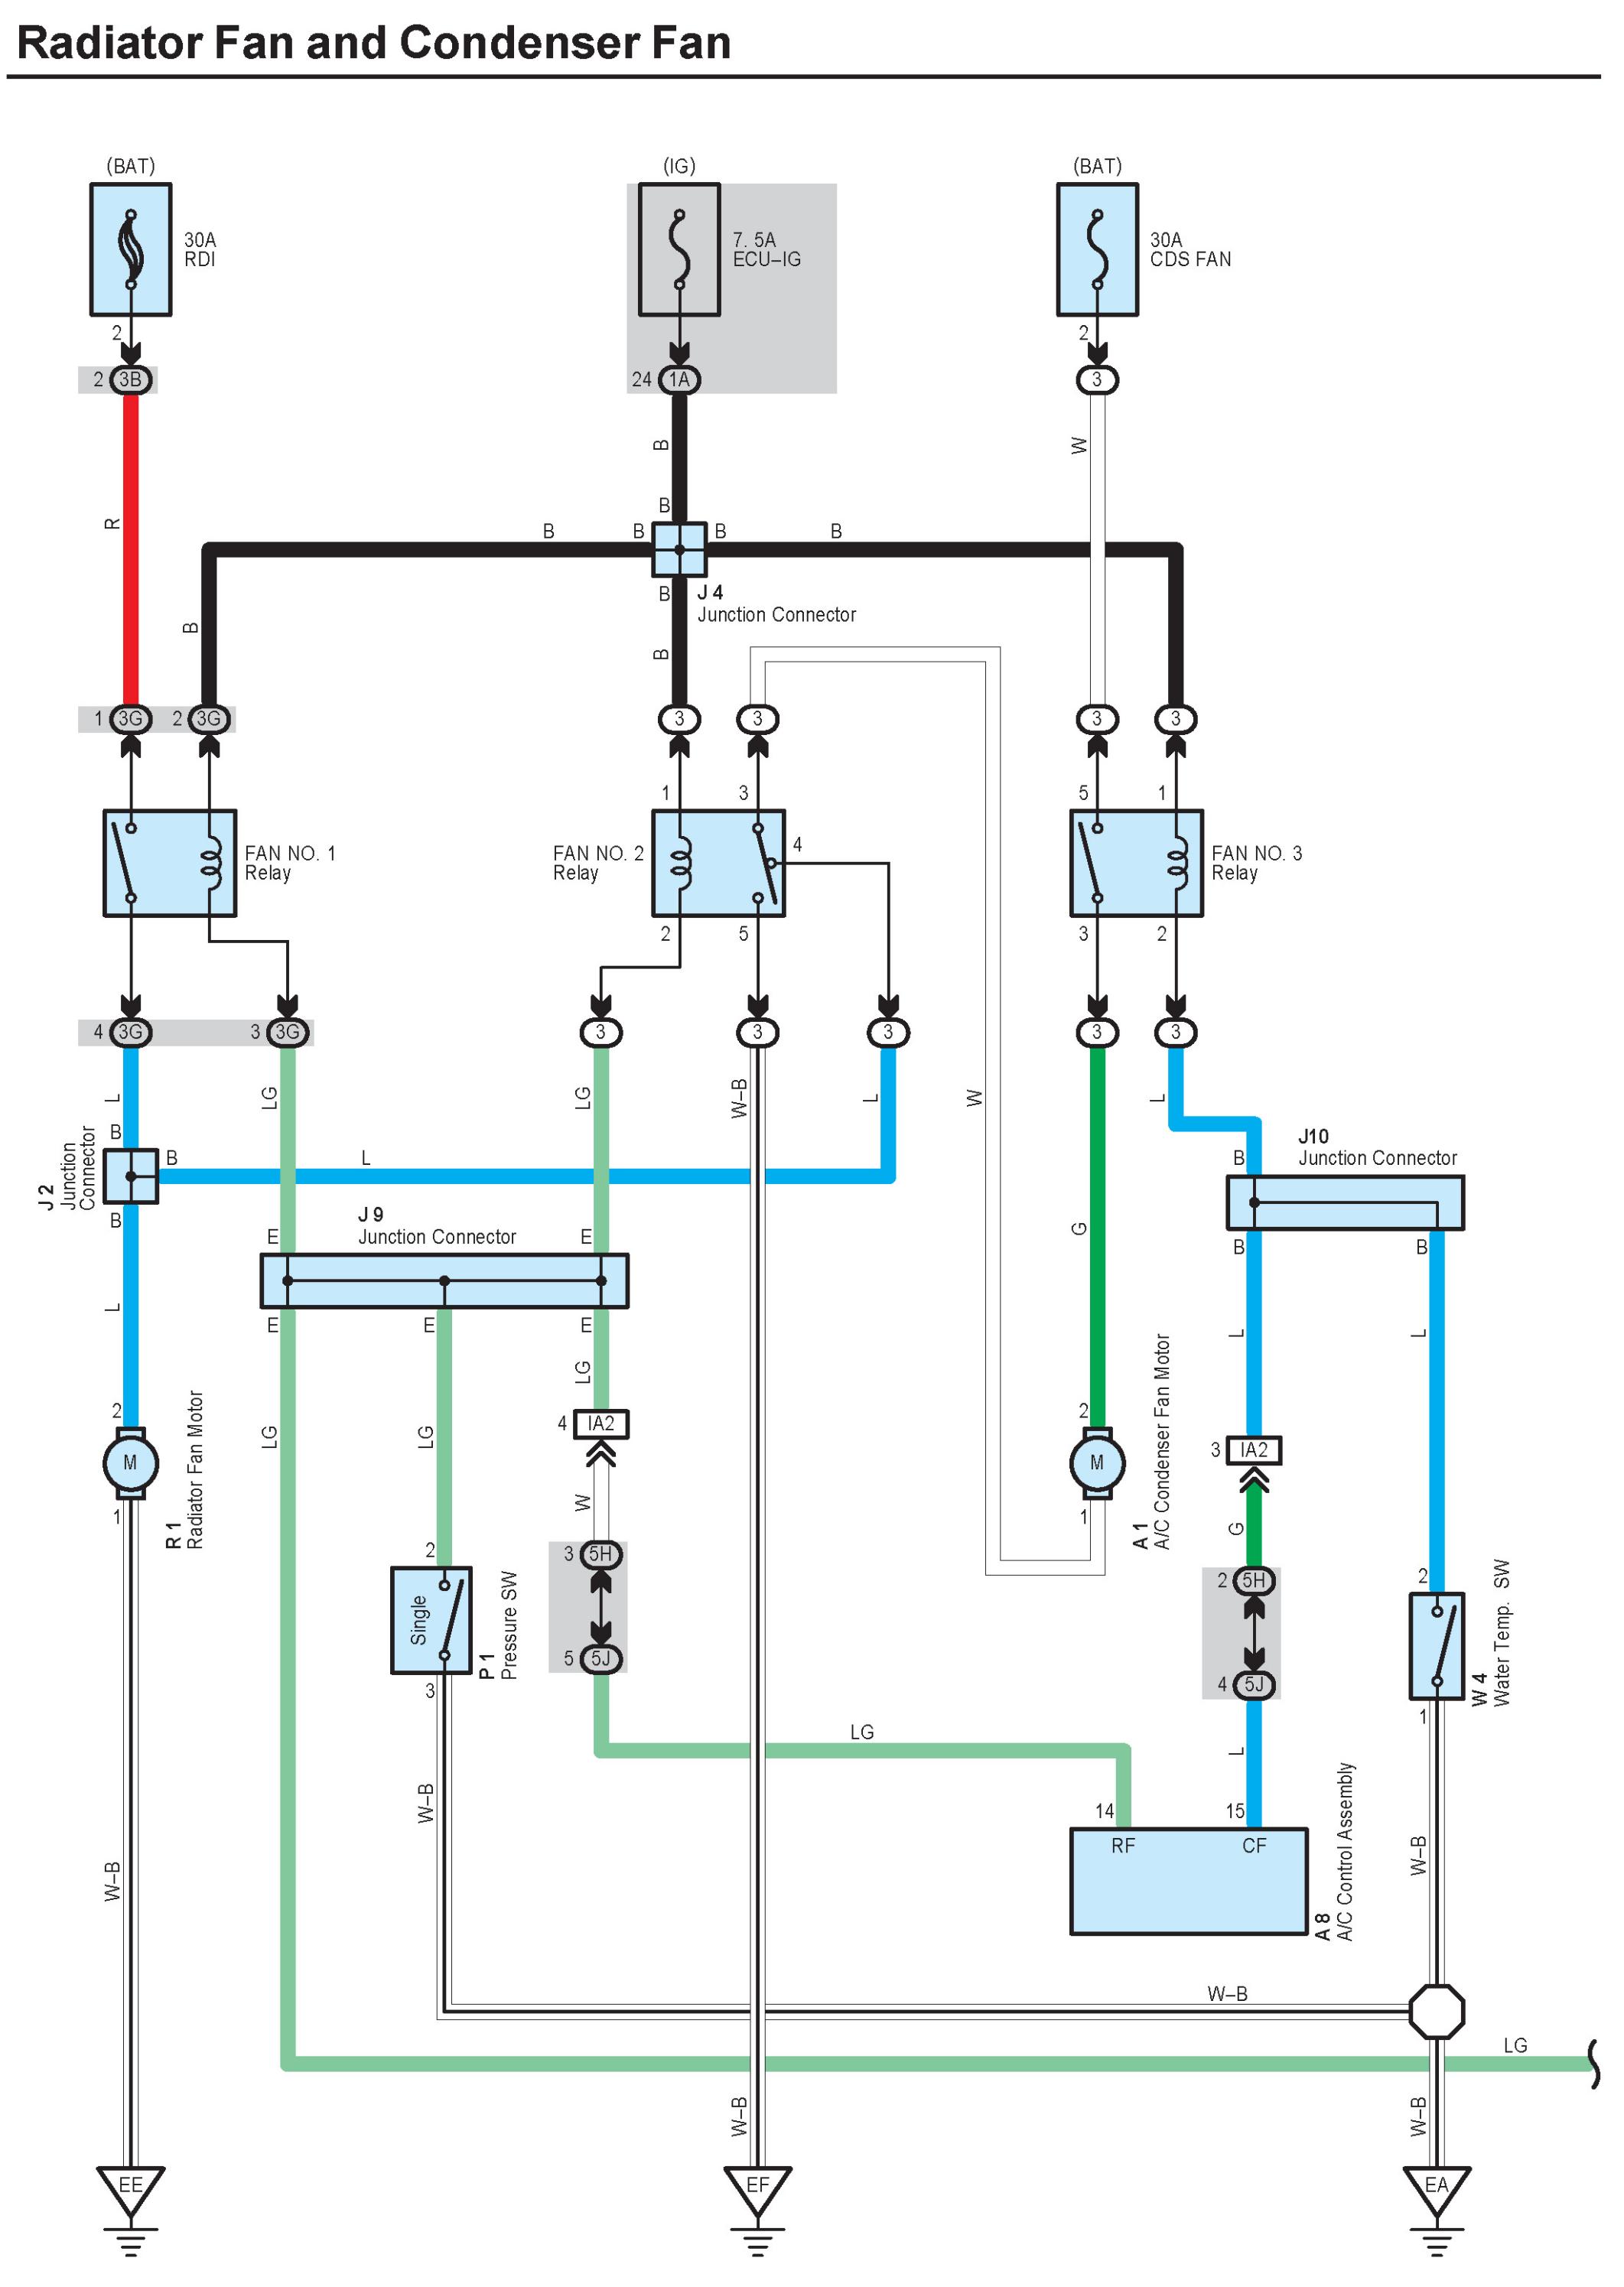 Radiator Fan and Condenser Fan
(BAT)
(IG)
(BAT)
30A
RDI
7. 5A
ECU–IG
30A
CDS FAN
2
2
2 3B
24 1A
3
R
B
W
B
B
B
B
B
B
B
J 4
Junction Connector
B
B
1 3G
2 3G
3
3
3
3
1
3
5
1
FAN NO. 1
Relay
FAN NO. 2
Relay
4
FAN NO. 3
Relay
2
5
3
2
4 3G
3 3G
3
3
3
3
3
L
LG
LG
W–B
L
W
L
B
J 2
Junction
Connector
B
L
B
J10
Junction Connector
B
B
B
J 9
Junction Connector
E
E
G
E
E
E
L
LG
L
L
LG
LG
4 IA2
W
3 IA2
G
2
M
1
R 1
Radiator Fan Motor
2
M
1
A 1
A/C Condenser Fan Motor
2
Single
3
P 1
Pressure SW
3 5H
5 5J
2 5H
4 5J
2
1
W 4
Water Temp. SW
LG
L
W–B
W–B
W–B
14
15
RF
CF
A 8
A/C Control Assembly
W–B
LG
W–B
W–B
EE
EF
EA